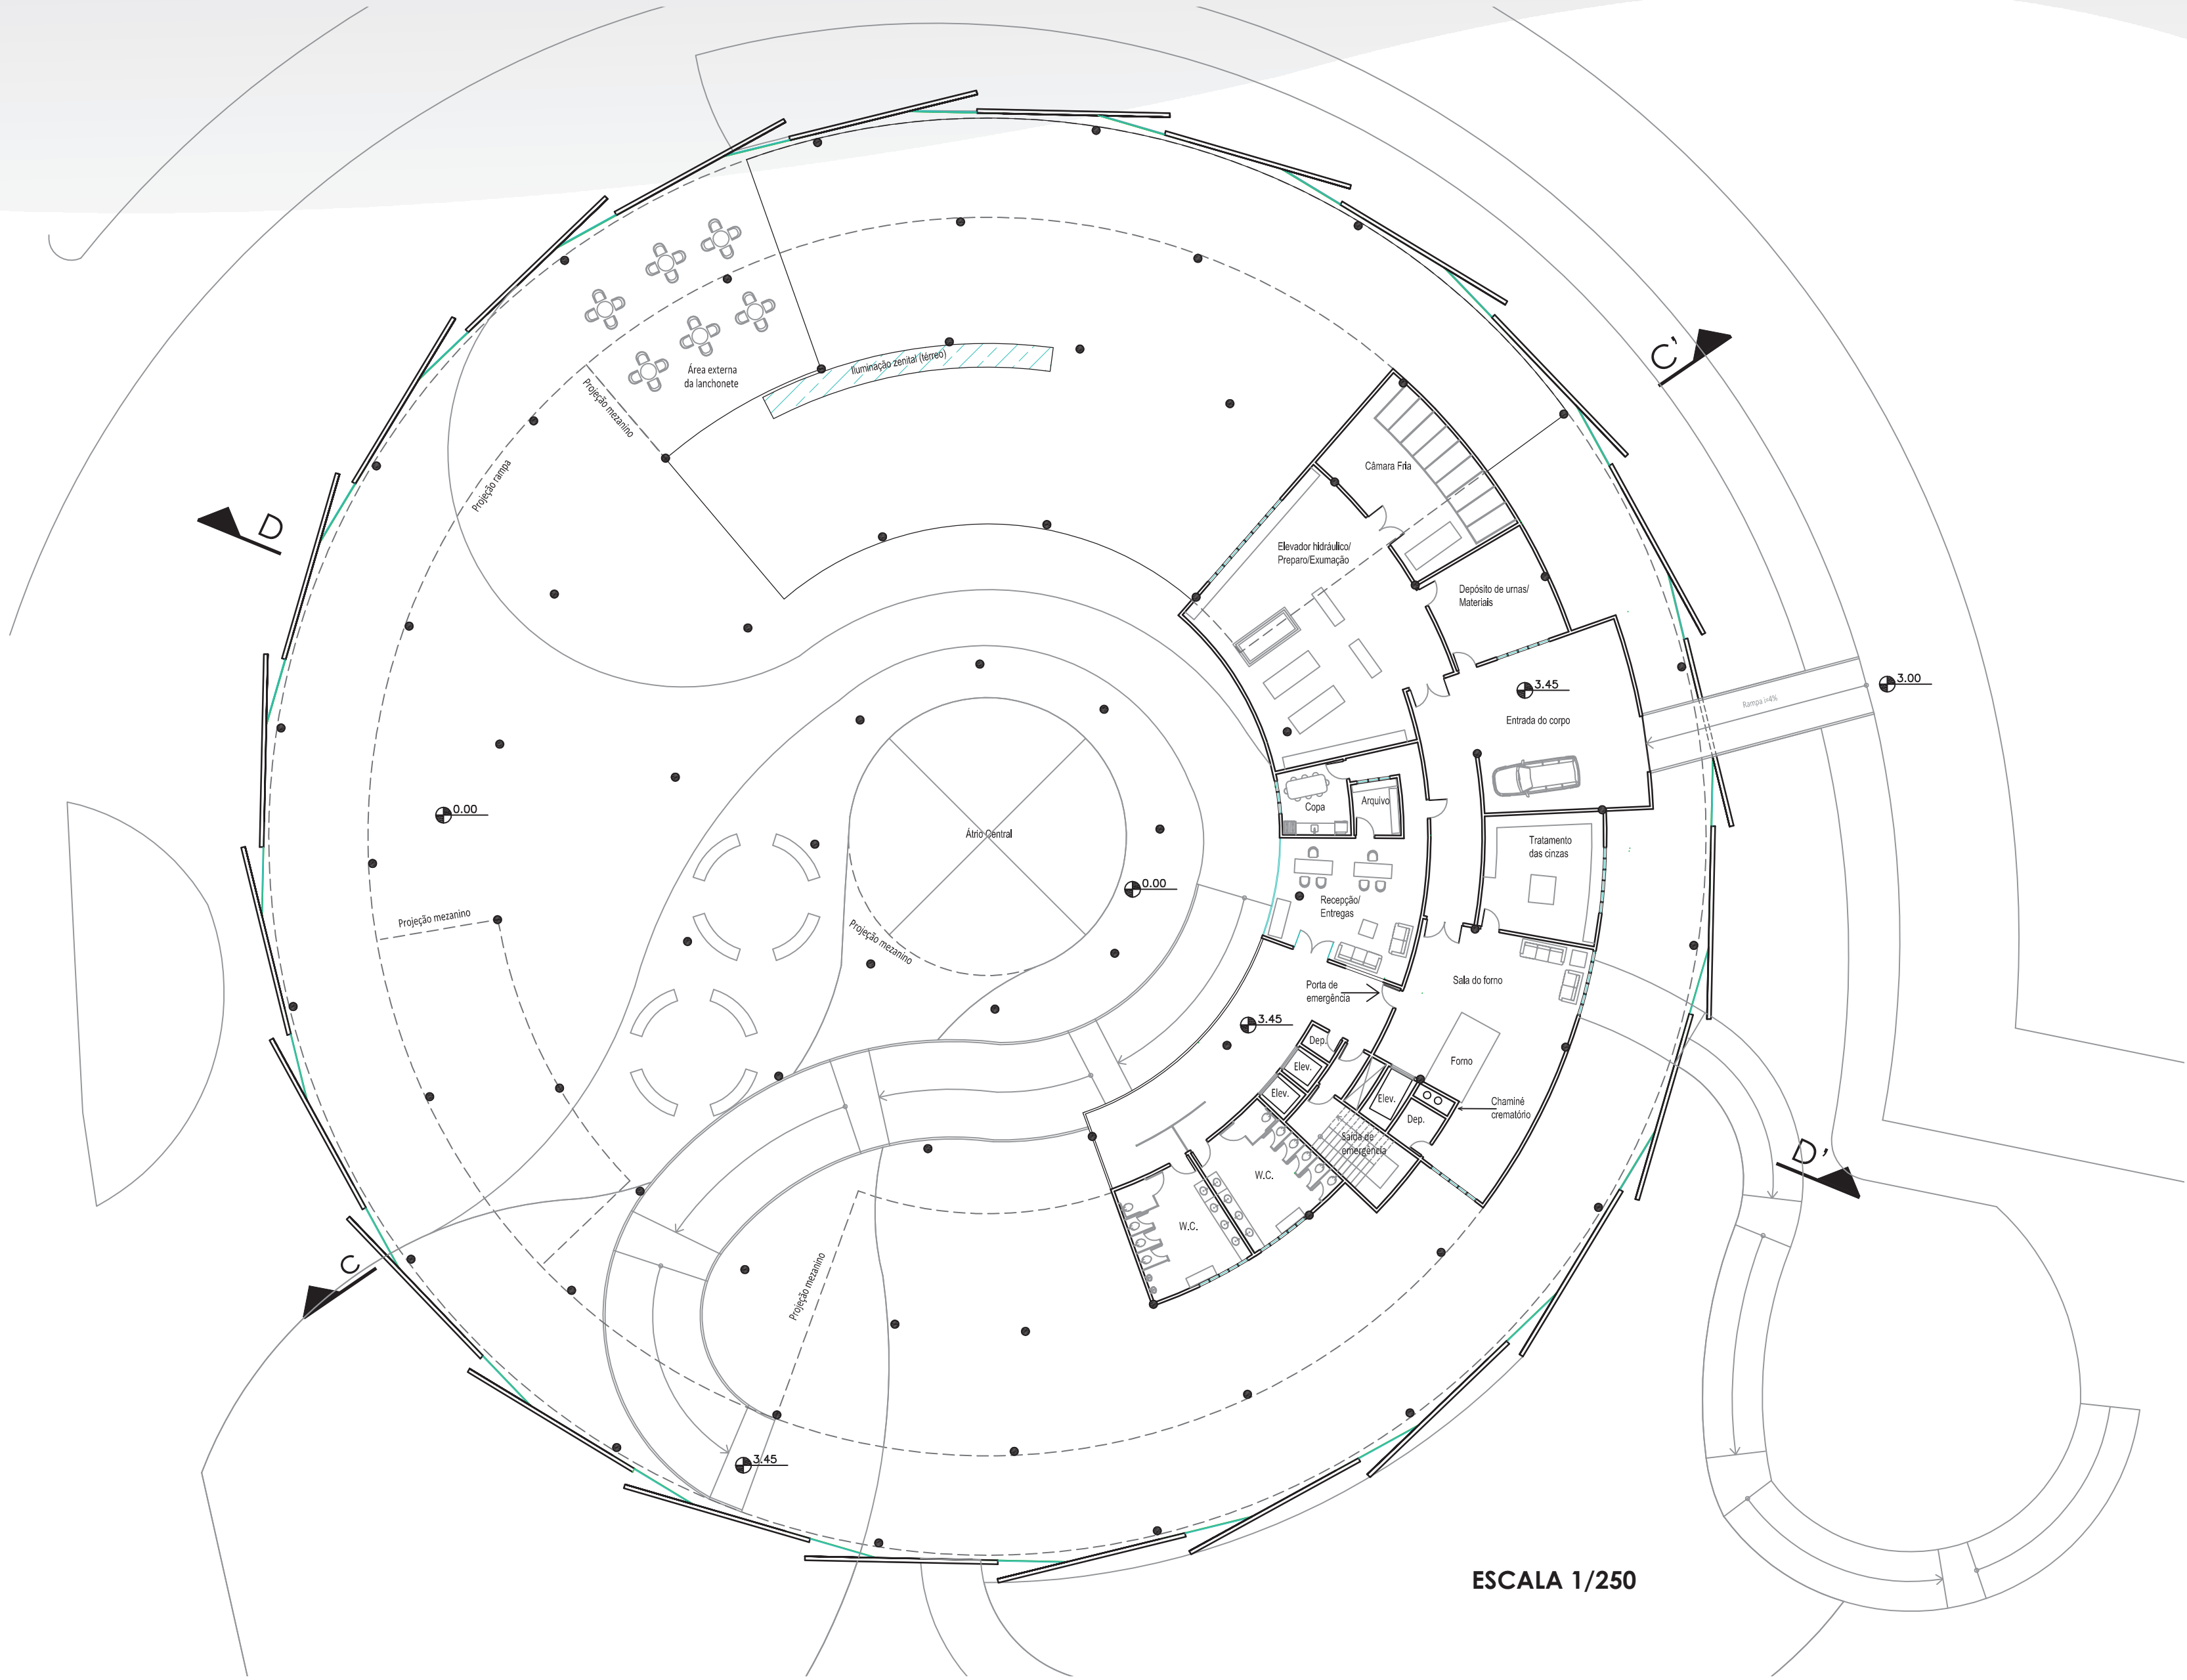 Área externa
da lanchonete
Iluminação zenital (térreo)
Projeção mezanino
Projeção rampa
C'
D
Câmara Fria
Elevador hidráulico/
Preparo/Exumação
Depósito de urnas/
Materiais
3.45
Entrada do corpo
Rampa i=4%
3.00
0.00
Átrio Central
0.00
Copa
Arquivo
Tratamento
das cinzas
Recepção/
Entregas
Projeção mezanino
Projeção mezanino
Porta de
emergência
Sala do forno
3.45
Dep.
Elev.
Elev.
Forno
Elev.
Dep.
Chaminé
crematório
Saída de
emergência
W.C.
W.C.
D'
C
Projeção mezanino
3.45
ESCALA 1/250